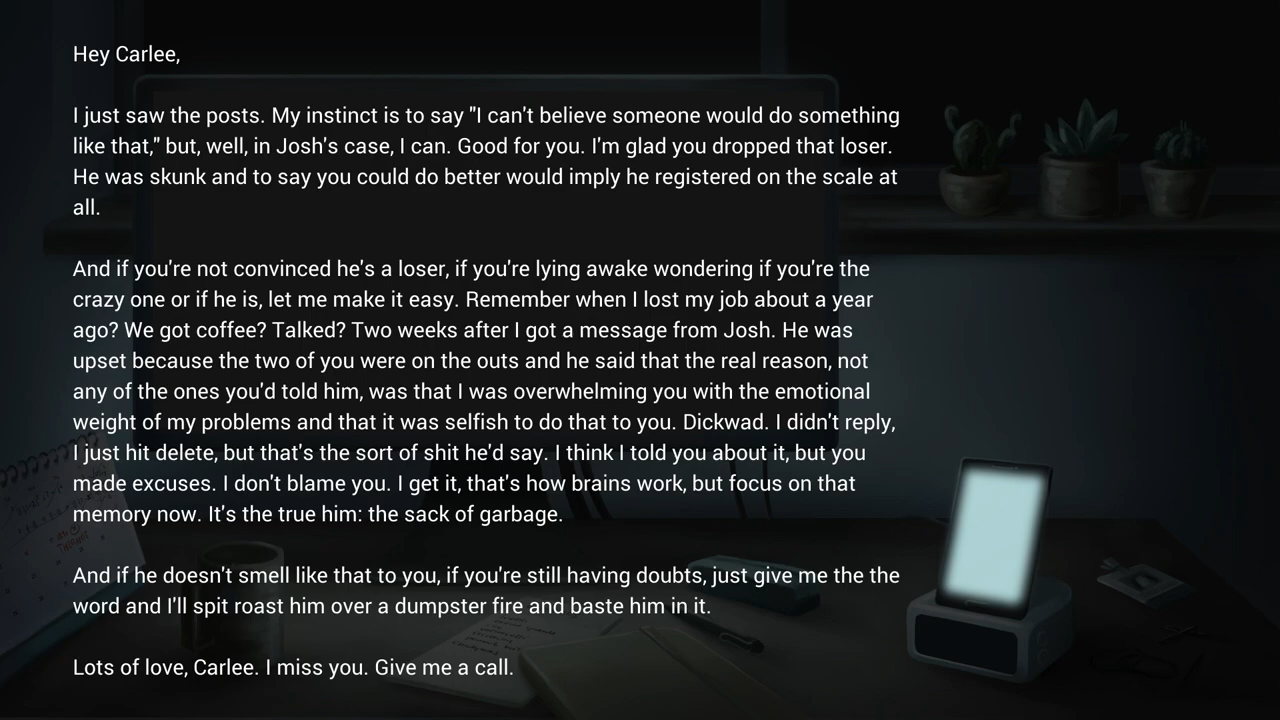 Hey Carlee,
I just saw the posts. My instinct is to say "I can't believe someone would do something
like that," but, well, in Josh's case, I can. Good for you. I'm glad you dropped that loser.
He was skunk and to say you could do better would imply he registered on the scale at
all.
And if you're not convinced he's a loser, if you're lying awake wondering if you're the
crazy one or if he is, let me make it easy. Remember when I lost my job about a year
ago? We got coffee? Talked? Two weeks after I got a message from Josh. He was
upset because the two of you were on the outs and he said that the real reason, not
any of the ones you'd told him, was that I was overwhelming you with the emotional
weight of my problems and that it was selfish to do that to you. Dickwad. I didn't reply,
I just hit delete, but that's the sort of shit he'd say. I think I told you about it, but you
made excuses. I don't blame you. I get it, that's how brains work, but focus on that
memory now. It's the true him: the sack of garbage.
And if he doesn't smell like that to you, if you're still having doubts, just give me the the
word and I'll spit roast him over a dumpster fire and baste him in it.
Lots of love, Carlee. I miss you. Give me a call.